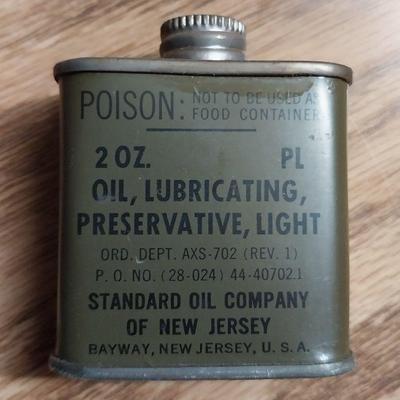 POISON: NOT TO BE USED AS
FOOD CONTAINER
2 OZ. PL
OIL, LUBRICATING,
PRESERVATIVE, LIGHT
ORD. DEPT. AXS-702 (REV. 1)
P. O. NO. (28-024) 44-40702.1
STANDARD OIL COMPANY
OF NEW JERSEY
BAYWAY, NEW JERSEY, U. S. A.